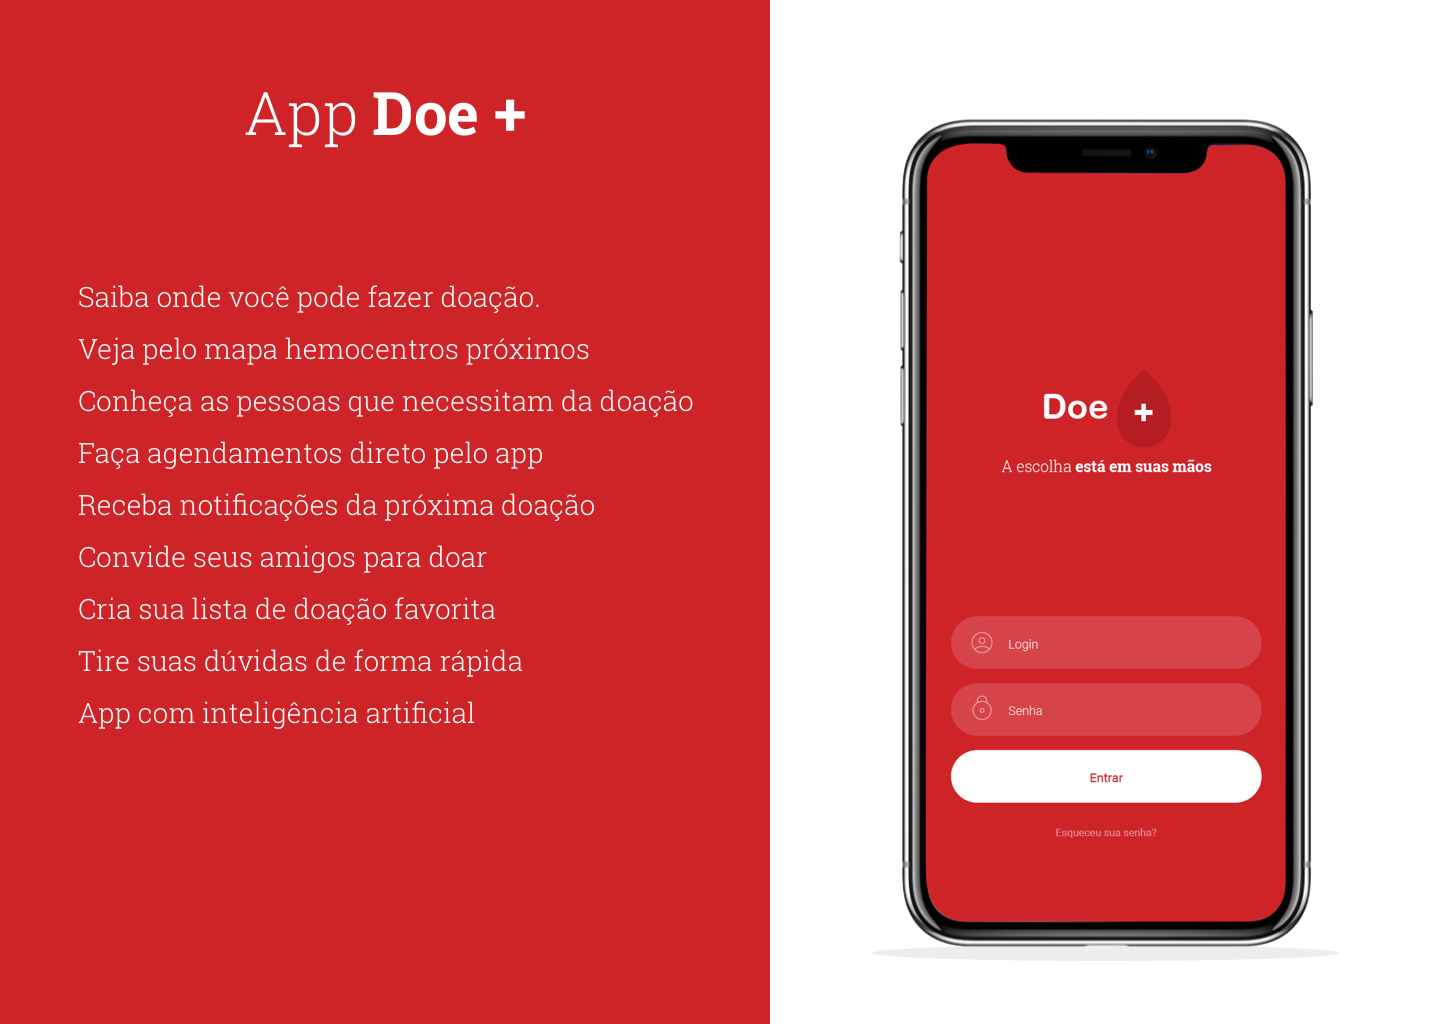 App Doe +
Saiba onde você pode fazer doação.
Veja pelo mapa hemocentros próximos
Conheça as pessoas que necessitam da doação
Faça agendamentos direto pelo app
Receba notificações da próxima doação
Convide seus amigos para doar
Cria sua lista de doação favorita
Tire suas dúvidas de forma rápida
App com inteligência artificial
Doe +
A escolha está em suas mãos
Login
Senha
Entrar
Esqueceu sua senha?